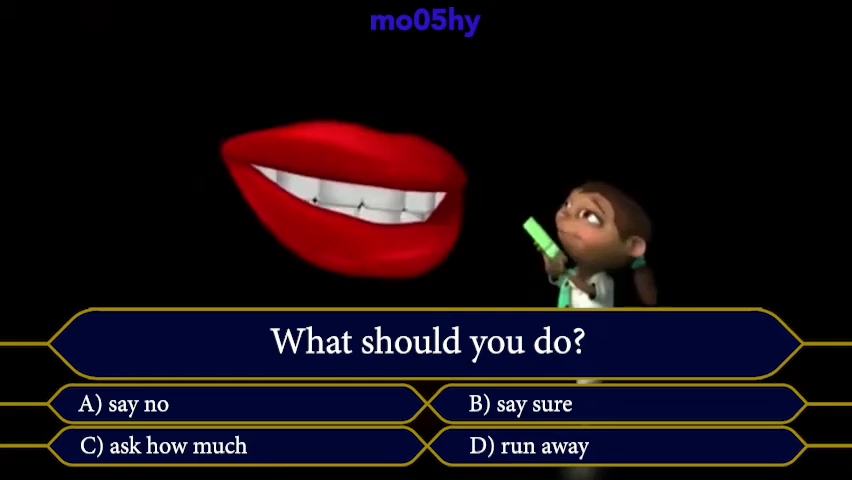 mo05hy
What should you do?
A) say no
B) say sure
C) ask how much
D) run away